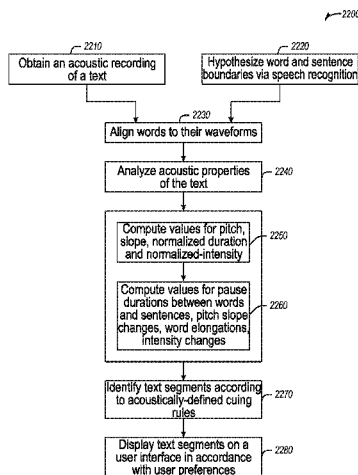 2200
2210
Obtain an acoustic recording
of a text
2220
Hypothesize word and sentence
boundaries via speech recognition
2230
Align words to their waveforms
2240
Analyze acoustic properties
of the text
Compute values for pitch,
slope, normalized duration
and normalized-intensity
2250
Compute values for pause
durations between words
and sentences, pitch slope
changes, word elongations,
intensity changes
2260
Identify text segments according
to acoustically-defined cuing
rules
2270
Display text segments on a
user interface in accordance
with user preferences
2280